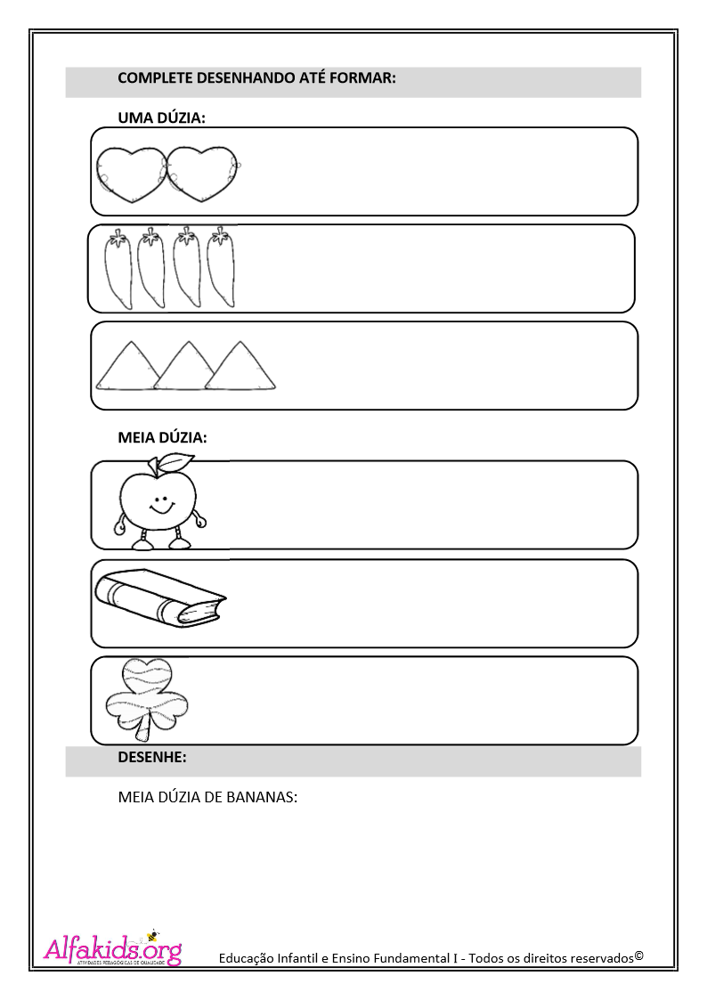 COMPLETE DESENHANDO ATÉ FORMAR:
UMA DÚZIA:
MEIA DÚZIA:
DESENHE:
MEIA DÚZIA DE BANANAS:
Alfakids.org
ATIVIDADES PEDAGÓGICAS DE QUALIDADE
Educação Infantil e Ensino Fundamental I - Todos os direitos reservados©